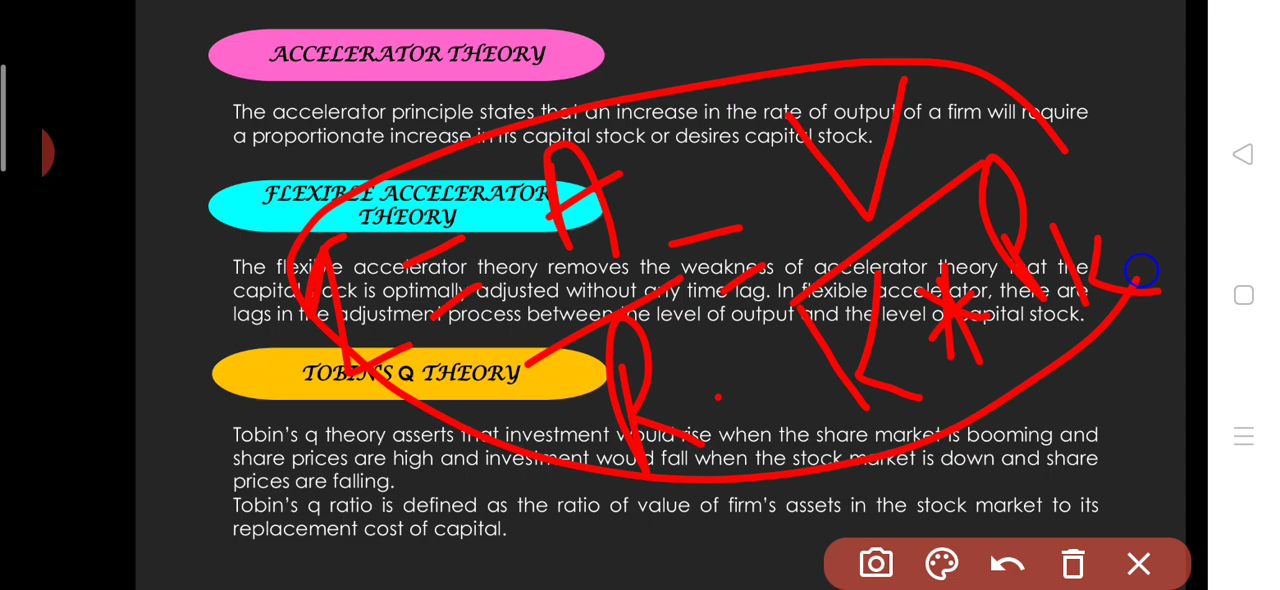 ACCELERATOR THEORY
The accelerator principle states that an increase in the rate of output of a firm will require
a proportionate increase in its capital stock or desires capital stock.
FLEXIBLE ACCELERATOR
THEORY
The flexible accelerator theory removes the weakness of accelerator theory that the
capital stock is optimally adjusted without any time lag. In flexible accelerator, there are
lags in the adjustment process between the level of output and the level of capital stock.
TOBIN'S Q THEORY
Tobin's q theory asserts that investment would rise when the share market is booming and
share prices are high and investment would fall when the stock market is down and share
prices are falling.
Tobin's q ratio is defined as the ratio of value of firm's assets in the stock market to its
replacement cost of capital.
V
A
K*
R